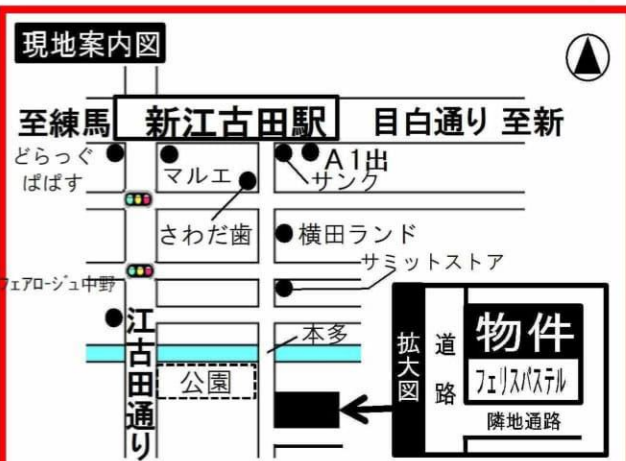 現地案内図
至練馬 新江古田駅 目白通り 至新
どらっぐ
ぱぱす
マルエ
A1出
サンク
さわだ歯
横田ランド
サミットストア
フェアロージュ中野
江古田通り
本多
公園
拡大図
道路
物件
フェリスパステル
隣地通路